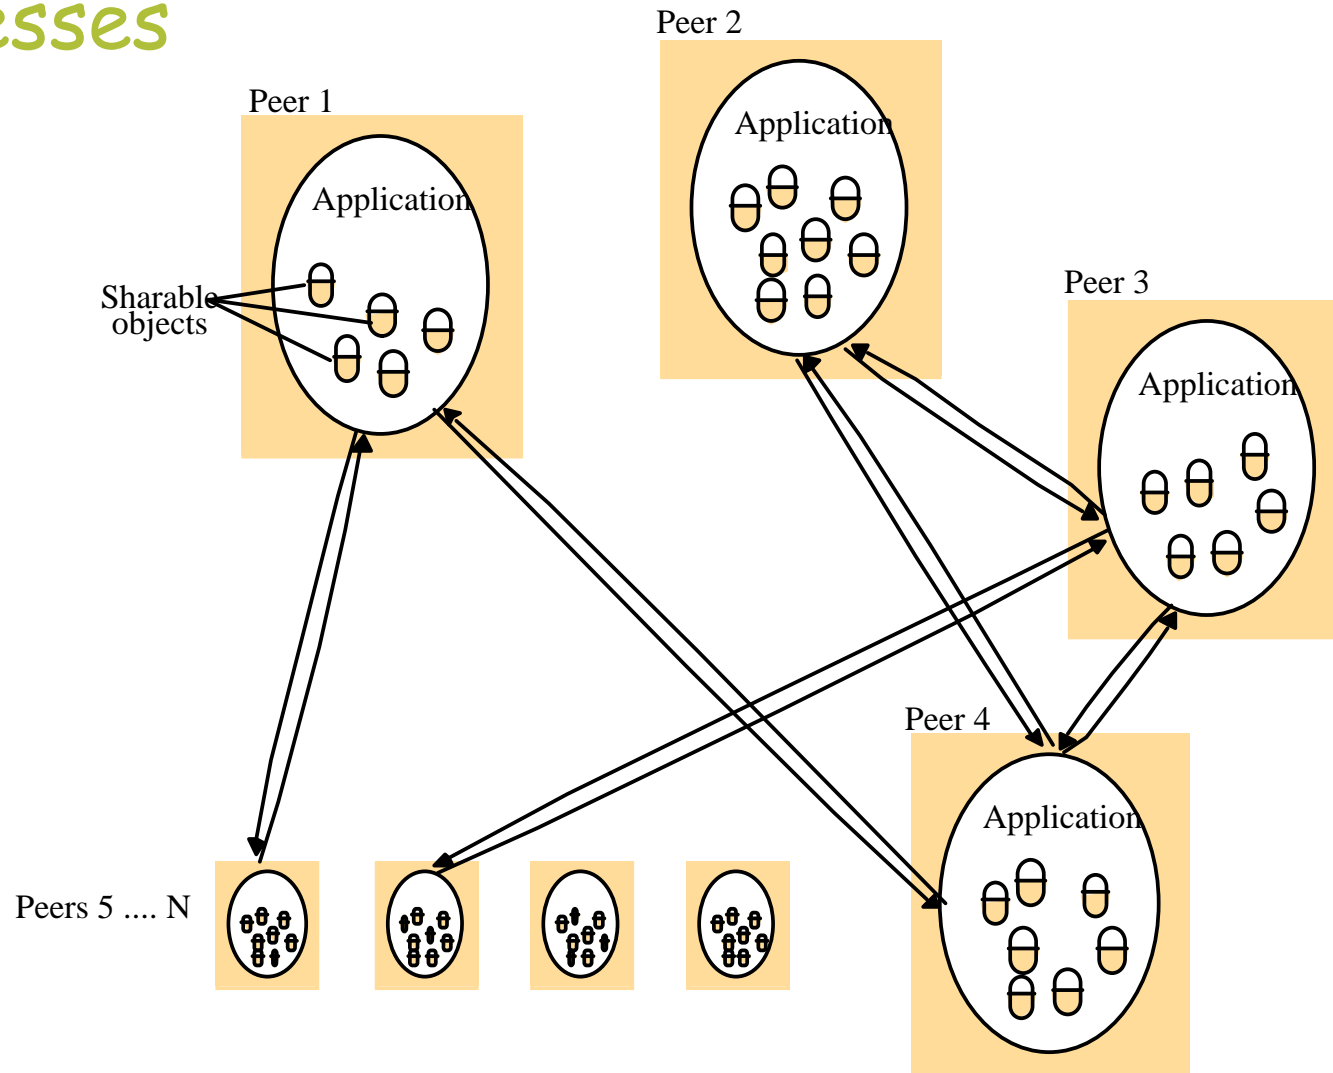 esses
Peer 2
Peer 1
Application
Application
Peer 3
Sharable
objects
Application
Peer 4
Application
Peers 5 .... N